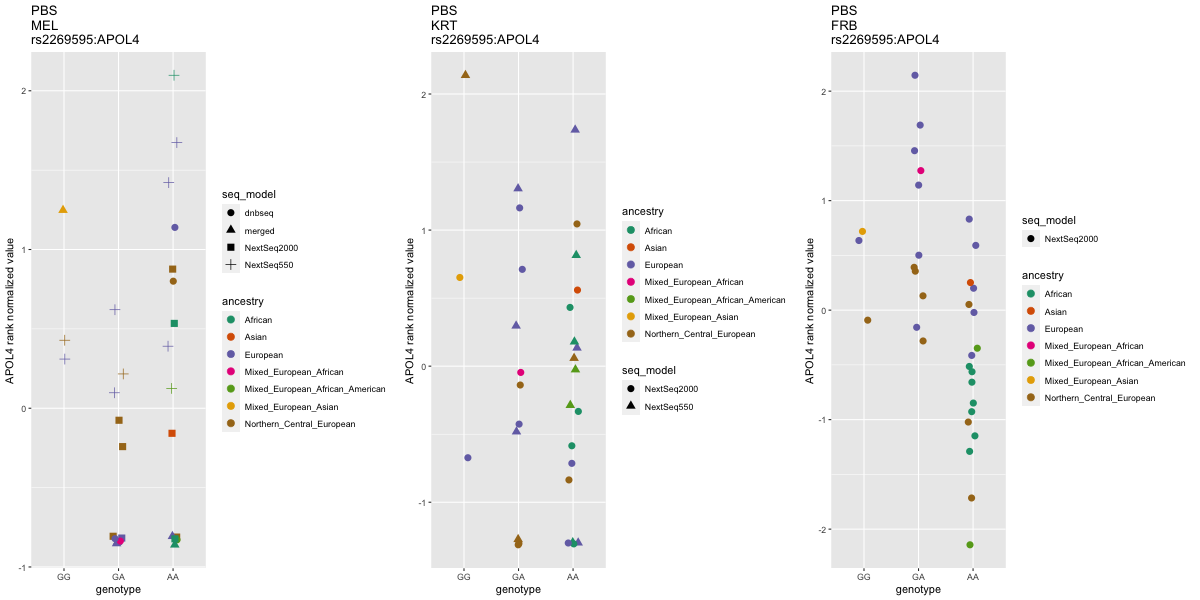 PBS
MEL
rs2269595:APOL4
APOL4 rank normalized value
2
1
0
-1
GG
GA
AA
genotype
seq_model
dnbseq
merged
NextSeq2000
NextSeq550
ancestry
African
Asian
European
Mixed_European_African
Mixed_European_African_American
Mixed_European_Asian
Northern_Central_European
PBS
KRT
rs2269595:APOL4
APOL4 rank normalized value
2
1
0
-1
GG
GA
AA
genotype
ancestry
African
Asian
European
Mixed_European_African
Mixed_European_African_American
Mixed_European_Asian
Northern_Central_European
seq_model
NextSeq2000
NextSeq550
PBS
FRB
rs2269595:APOL4
APOL4 rank normalized value
2
1
0
-1
-2
GG
GA
AA
genotype
seq_model
NextSeq2000
ancestry
African
Asian
European
Mixed_European_African
Mixed_European_African_American
Mixed_European_Asian
Northern_Central_European